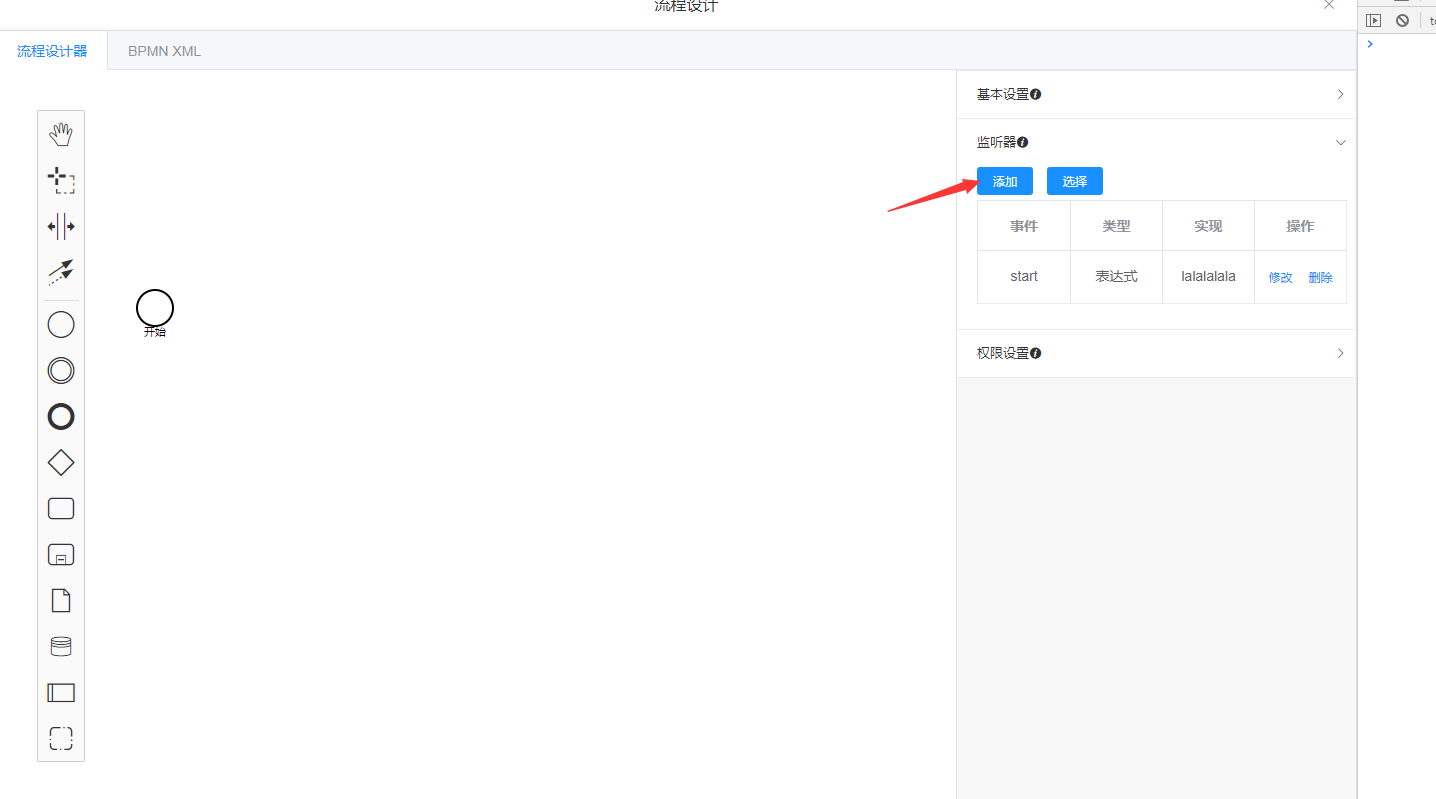 流程设计
流程设计器
BPMN XML
基本设置
监听器
添加
选择
事件 类型 实现 操作
start 表达式 lalalalala 修改 删除
开始
权限设置